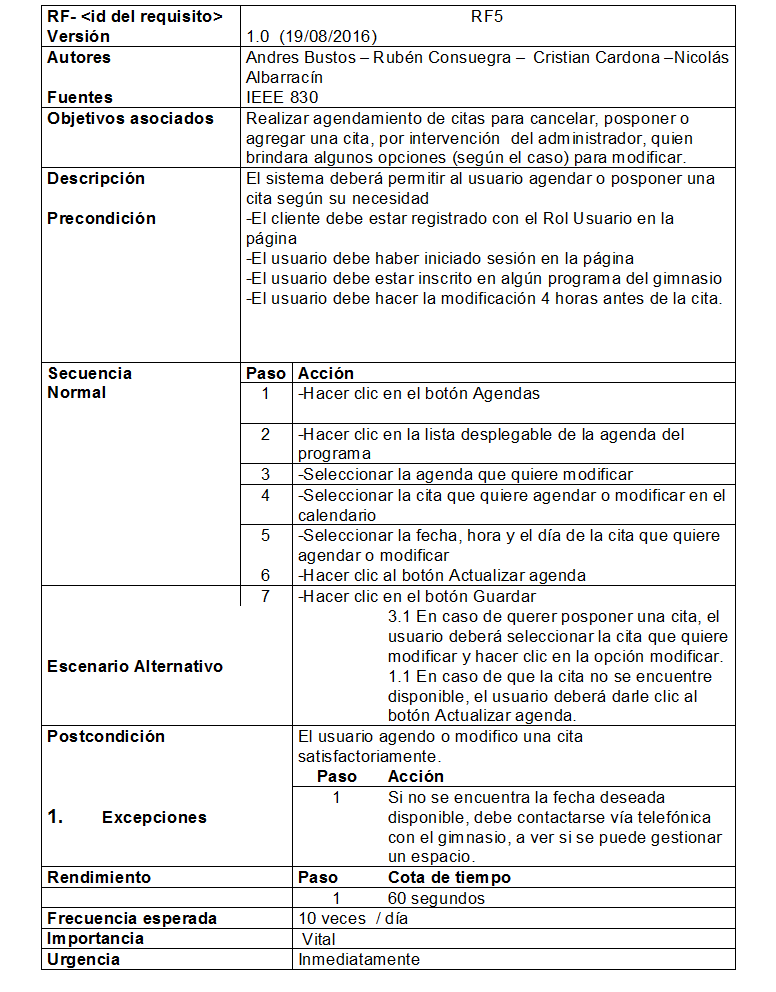 RF- <id del requisito> RF5
Versión 1.0 (19/08/2016)
Autores Andres Bustos – Rubén Consuegra – Cristian Cardona –Nicolás
Albarracín
Fuentes IEEE 830
Objetivos asociados Realizar agendamiento de citas para cancelar, posponer o
agregar una cita, por intervención del administrador, quien
brindara algunos opciones (según el caso) para modificar.
Descripción El sistema deberá permitir al usuario agendar o posponer una
cita según su necesidad
Precondición -El cliente debe estar registrado con el Rol Usuario en la
página
-El usuario debe haber iniciado sesión en la página
-El usuario debe estar inscrito en algún programa del gimnasio
-El usuario debe hacer la modificación 4 horas antes de la cita.
Secuencia Paso Acción
Normal 1 -Hacer clic en el botón Agendas
2 -Hacer clic en la lista desplegable de la agenda del
programa
3 -Seleccionar la agenda que quiere modificar
4 -Seleccionar la cita que quiere agendar o modificar en el
calendario
5 -Seleccionar la fecha, hora y el día de la cita que quiere
agendar o modificar
6 -Hacer clic al botón Actualizar agenda
7 -Hacer clic en el botón Guardar
3.1 En caso de querer posponer una cita, el
usuario deberá seleccionar la cita que quiere
modificar y hacer clic en la opción modificar.
Escenario Alternativo
1.1 En caso de que la cita no se encuentre
disponible, el usuario deberá darle clic al
botón Actualizar agenda.
Postcondición El usuario agendo o modifico una cita
satisfactoriamente.
Paso Acción
1. Excepciones
1 Si no se encuentra la fecha deseada
disponible, debe contactarse vía telefónica
con el gimnasio, a ver si se puede gestionar
un espacio.
Rendimiento Paso Cota de tiempo
1 60 segundos
Frecuencia esperada 10 veces / día
Importancia Vital
Urgencia Inmediatamente